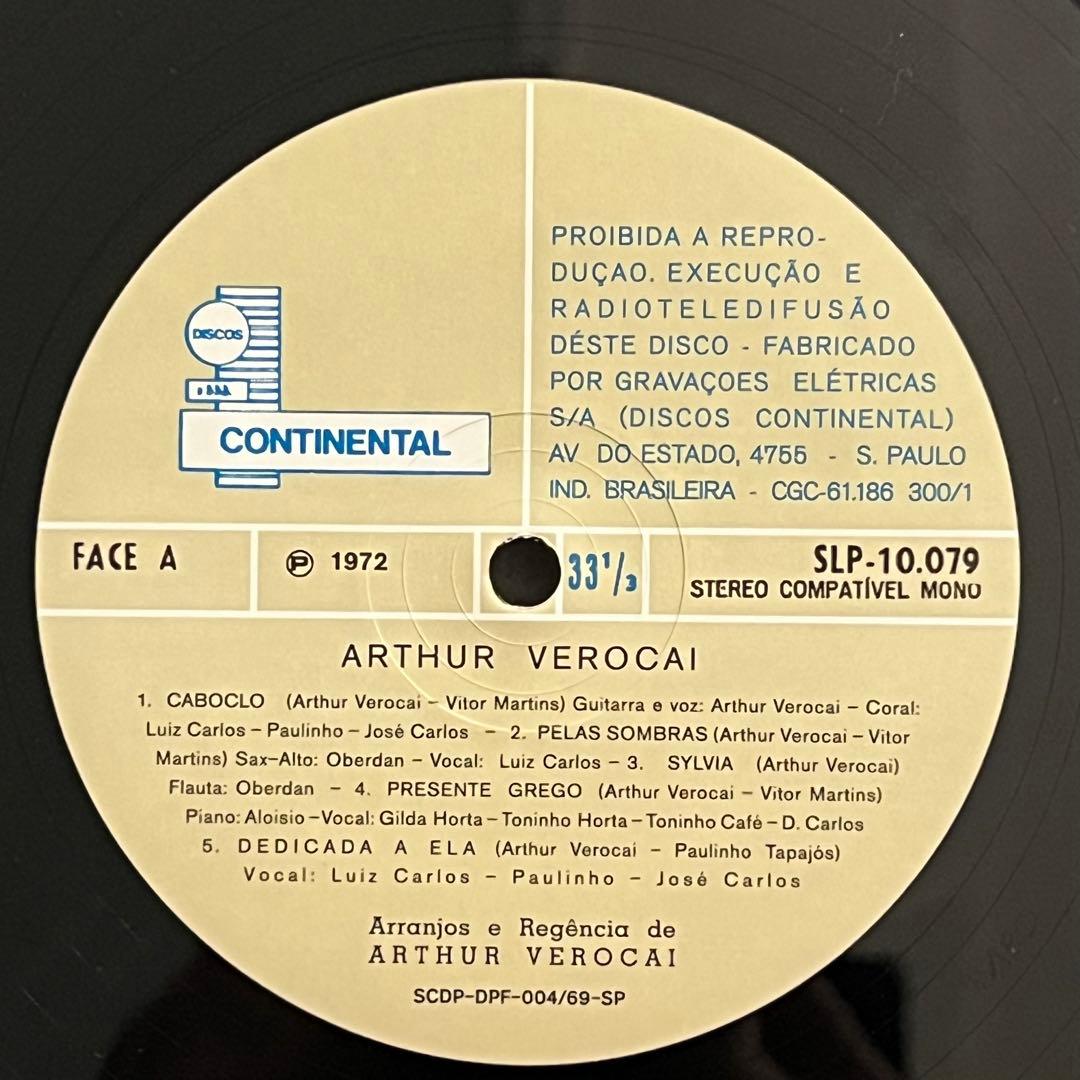 PROIBIDA A REPRO-
DUÇAO. EXECUÇÃO E
RADIOTELEDIFUSÃO
DÉSTE DISCO - FABRICADO
POR GRAVAÇOES ELÉTRICAS
S/A (DISCOS CONTINENTAL)
AV DO ESTADO, 4755 - S. PAULO
IND. BRASILEIRA - CGC-61.186 300/1
DISCOS
CONTINENTAL
FACE A
℗ 1972
33 1/3
SLP-10.079
STEREO COMPATÍVEL MONO
ARTHUR VEROCAI
1. CABOCLO (Arthur Verocai – Vitor Martins) Guitarra e voz: Arthur Verocai – Coral:
Luiz Carlos – Paulinho – José Carlos – 2. PELAS SOMBRAS (Arthur Verocai – Vitor
Martins) Sax-Alto: Oberdan – Vocal: Luiz Carlos – 3. SYLVIA (Arthur Verocai)
Flauta: Oberdan – 4. PRESENTE GREGO (Arthur Verocai – Vitor Martins)
Piano: Aloisio – Vocal: Gilda Horta – Toninho Horta – Toninho Café – D. Carlos
5. DEDICADA A ELA (Arthur Verocai – Paulinho Tapajós)
Vocal: Luiz Carlos – Paulinho – José Carlos
Arranjos e Regência de
ARTHUR VEROCAI
SCDP-DPF-004/69-SP